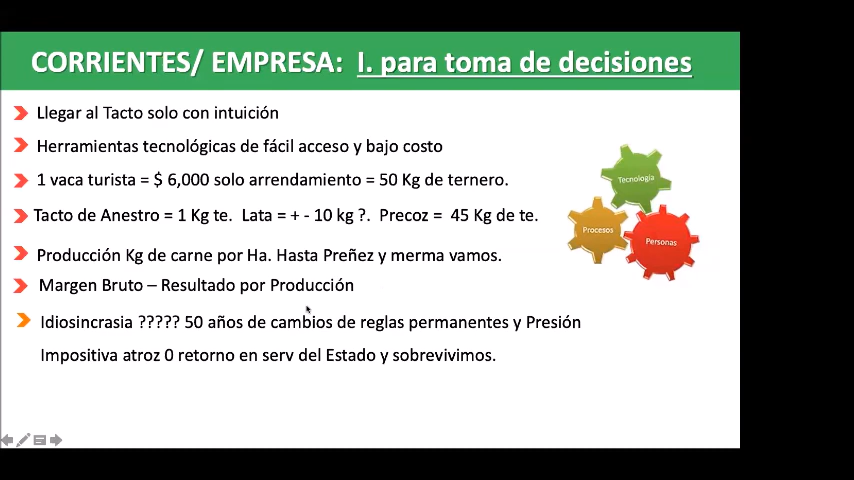 CORRIENTES/ EMPRESA: I. para toma de decisiones
Llegar al Tacto solo con intuición
Herramientas tecnológicas de fácil acceso y bajo costo
1 vaca turista = $ 6,000 solo arrendamiento = 50 Kg de ternero.
Tacto de Anestro = 1 Kg te. Lata = + - 10 kg ?. Precoz = 45 Kg de te.
Producción Kg de carne por Ha. Hasta Preñez y merma vamos.
Margen Bruto – Resultado por Producción
Idiosincrasia ????? 50 años de cambios de reglas permanentes y Presión
Impositiva atroz 0 retorno en serv del Estado y sobrevivimos.
Tecnología
Procesos
Personas